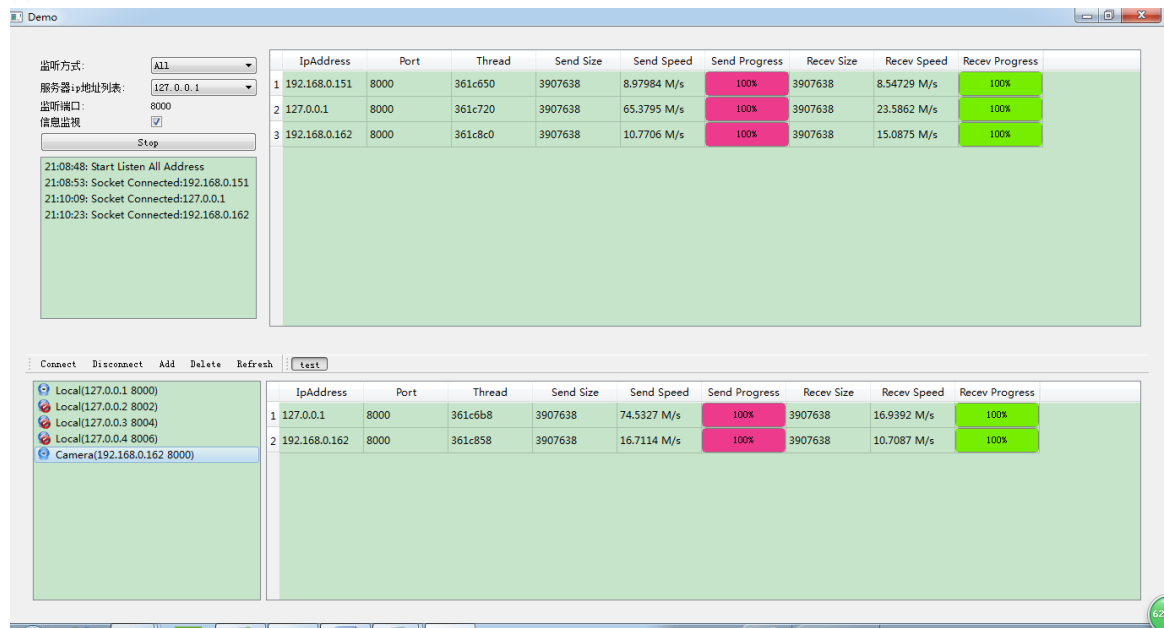 Demo
监听方式: All
服务器ip地址列表: 127.0.0.1
监听端口: 8000
信息监视
Stop
21:08:48: Start Listen All Address
21:08:53: Socket Connected:192.168.0.151
21:10:09: Socket Connected:127.0.0.1
21:10:23: Socket Connected:192.168.0.162
IpAddress Port Thread Send Size Send Speed Send Progress Recev Size Recev Speed Recev Progress
1 192.168.0.151 8000 361c650 3907638 8.97984 M/s 100% 3907638 8.54729 M/s 100%
2 127.0.0.1 8000 361c720 3907638 65.3795 M/s 100% 3907638 23.5862 M/s 100%
3 192.168.0.162 8000 361c8c0 3907638 10.7706 M/s 100% 3907638 15.0875 M/s 100%
Connect Disconnect Add Delete Refresh test
Local(127.0.0.1 8000)
Local(127.0.0.2 8002)
Local(127.0.0.3 8004)
Local(127.0.0.4 8006)
Camera(192.168.0.162 8000)
IpAddress Port Thread Send Size Send Speed Send Progress Recev Size Recev Speed Recev Progress
1 127.0.0.1 8000 361c6b8 3907638 74.5327 M/s 100% 3907638 16.9392 M/s 100%
2 192.168.0.162 8000 361c858 3907638 16.7114 M/s 100% 3907638 10.7087 M/s 100%
62